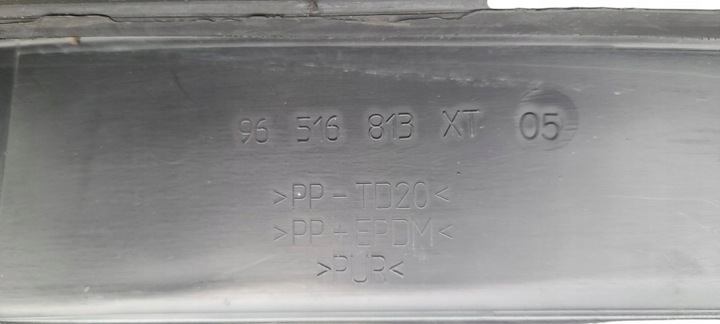 96 516 813 XT 05
>PP-TD20<
>PP+EPDM<
>PUR<